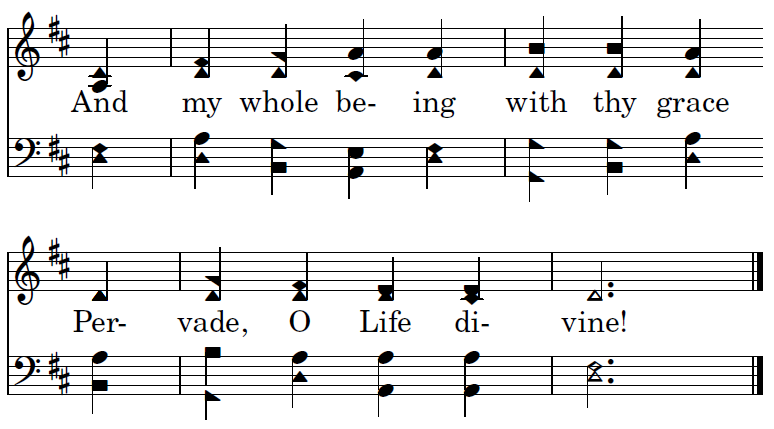 And my whole be- ing with thy grace
Per- vade, O Life di- vine!